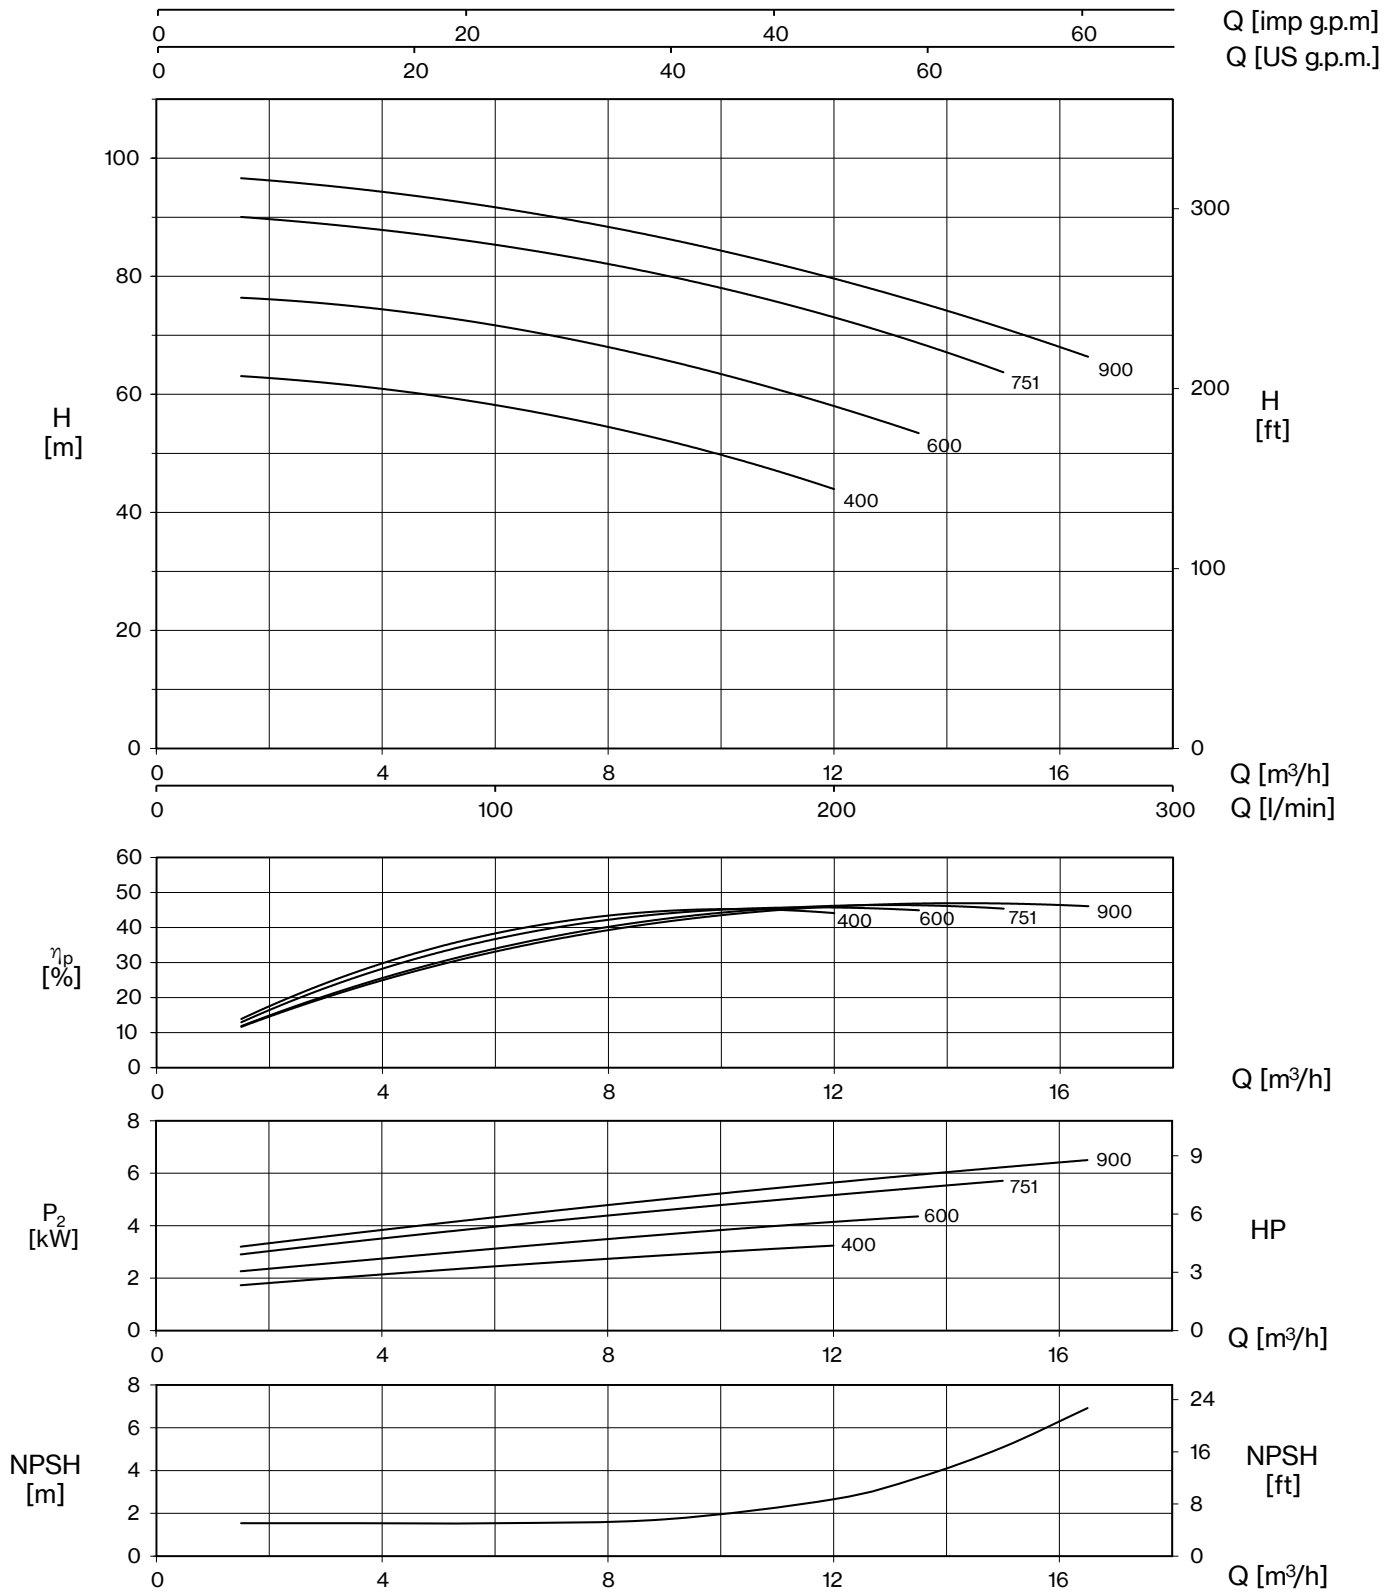 0 20 40 60 Q [imp g.p.m]
0 20 40 60 Q [US g.p.m.]
100
300
80
900
751
60 200
H
[m]
H
[ft]
600
400
40
100
20
0 0
0 4 8 12 16 Q [m³/h]
0 100 200 300 Q [l/min]
60
50
40
30
20
10
0
ηp
[%]
400 600 751 900
0 4 8 12 16 Q [m³/h]
8
6
4
2
0
P₂
[kW]
900
751
600
400
9
6
3
0
HP
0 4 8 12 16 Q [m³/h]
8
6
4
2
0
NPSH
[m]
24
16
8
0
NPSH
[ft]
0 4 8 12 16 Q [m³/h]